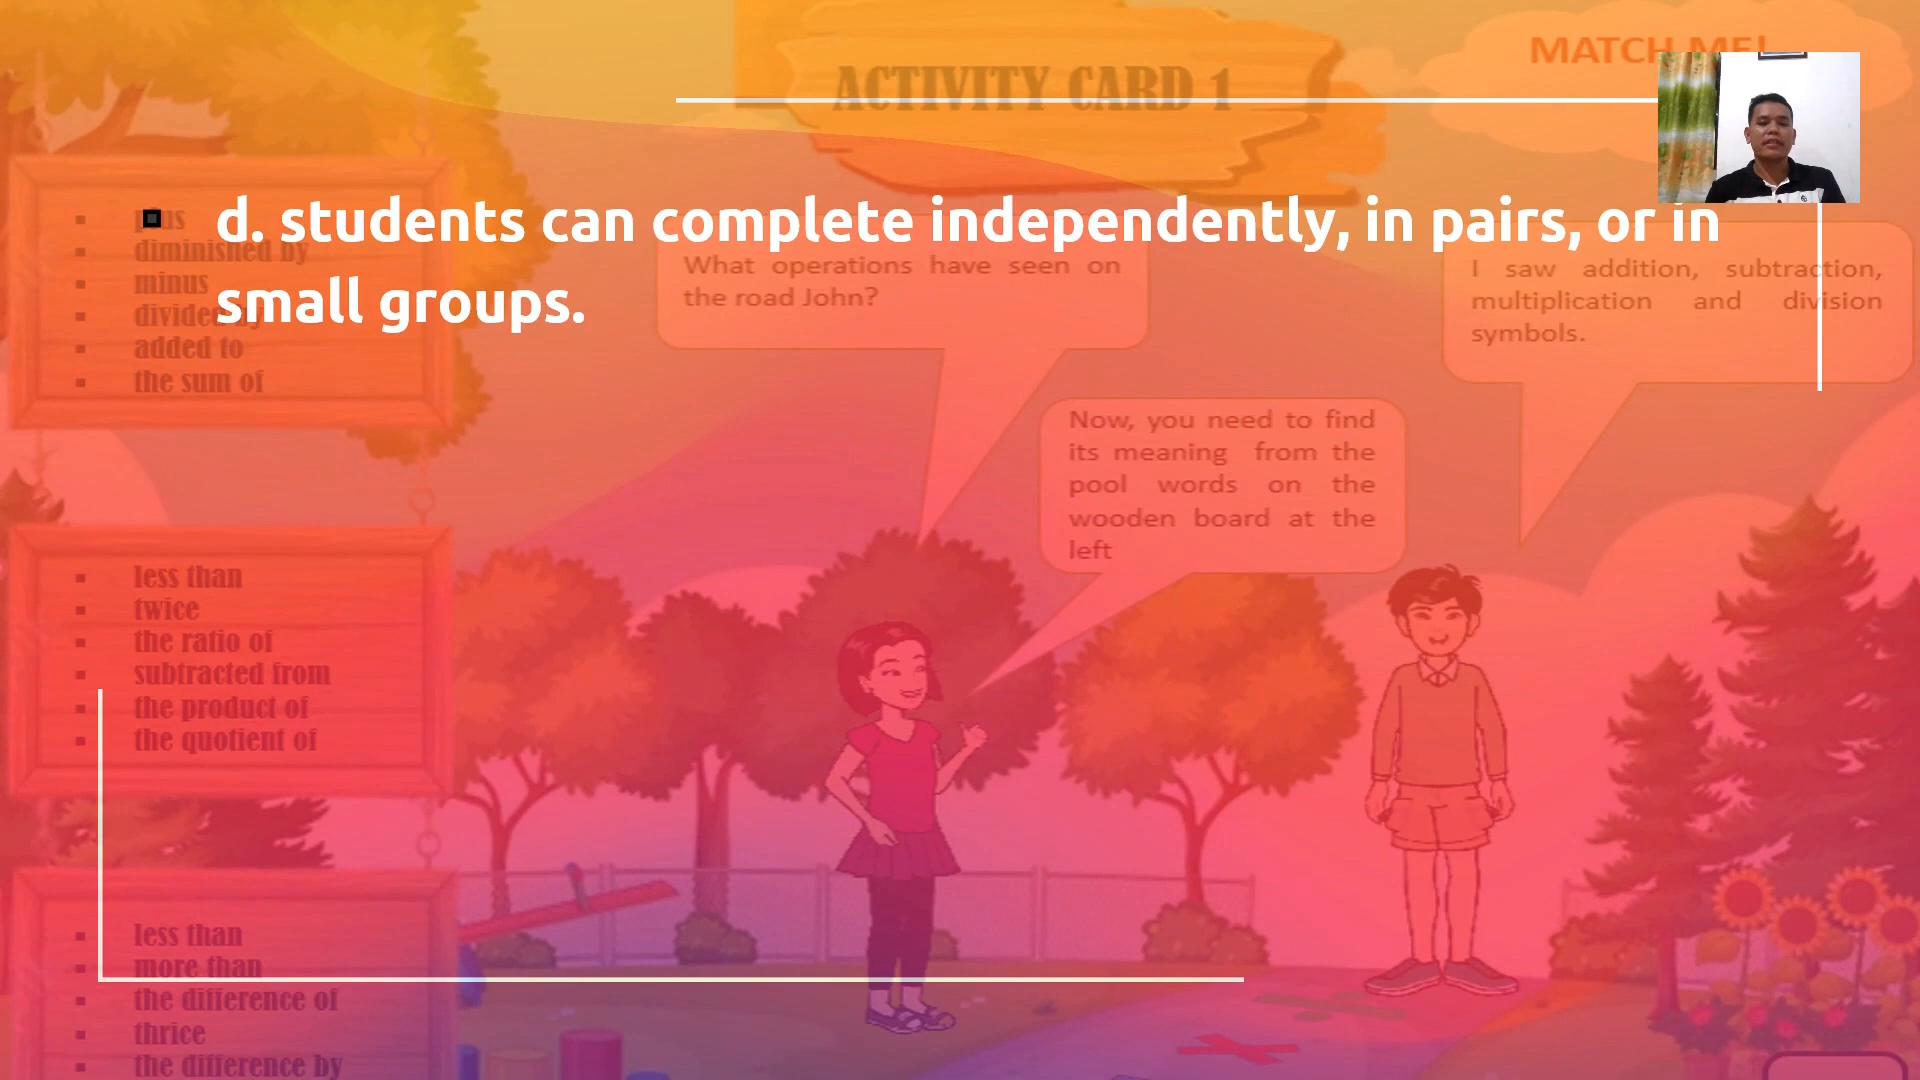 ACTIVITY CARD 1
MATCH ME!
d. students can complete independently, in pairs, or in
small groups.
plus
diminished by
minus
divided by
added to
the sum of
What operations have seen on
the road John?
I saw addition, subtraction,
multiplication and division
symbols.
Now, you need to find
its meaning from the
pool words on the
wooden board at the
left
less than
twice
the ratio of
subtracted from
the product of
the quotient of
less than
more than
the difference of
thrice
the difference by